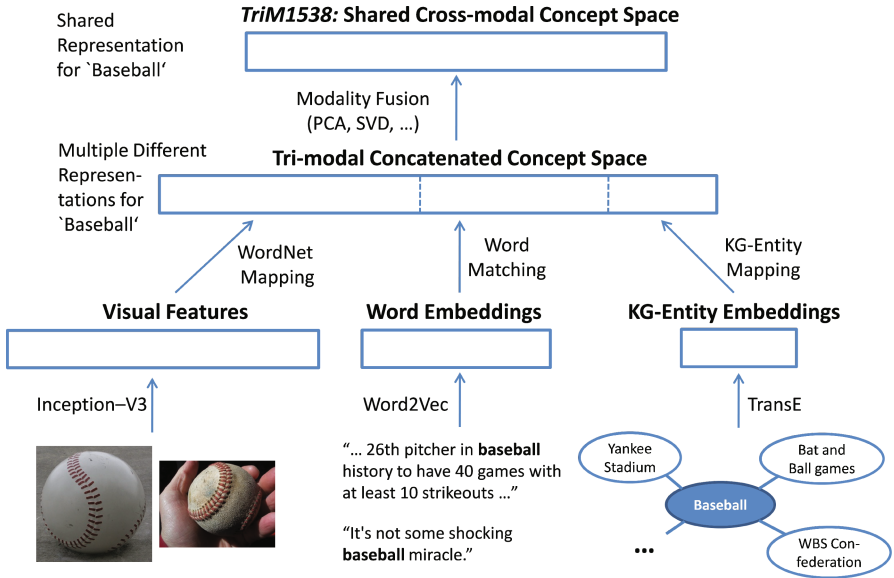 TriM1538: Shared Cross-modal Concept Space
Shared
Representation
for `Baseball‘
Modality Fusion
(PCA, SVD, …)
Multiple Different
Represen-
tations for
`Baseball‘
Tri-modal Concatenated Concept Space
WordNet
Mapping
Word
Matching
KG-Entity
Mapping
Visual Features
Word Embeddings
KG-Entity Embeddings
Inception–V3
Word2Vec
TransE
“… 26th pitcher in baseball
history to have 40 games with
at least 10 strikeouts …”
“It's not some shocking
baseball miracle.”
Yankee
Stadium
Bat and
Ball games
Baseball
...
WBS Con-
federation